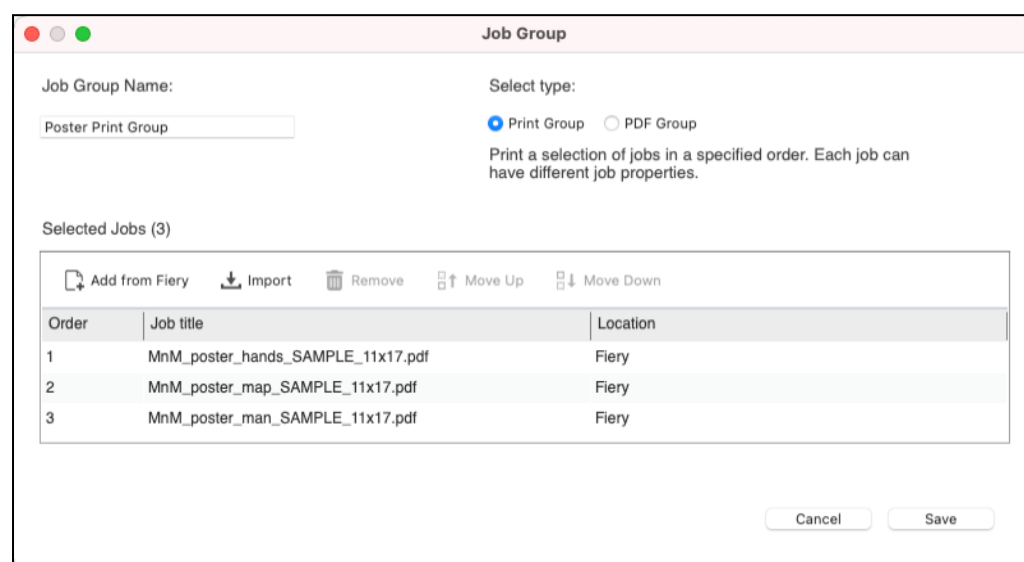 Job Group
Job Group Name:
Poster Print Group
Select type:
Print Group PDF Group
Print a selection of jobs in a specified order. Each job can
have different job properties.
Selected Jobs (3)
Add from Fiery Import Remove Move Up Move Down
Order Job title Location
1 MnM_poster_hands_SAMPLE_11x17.pdf Fiery
2 MnM_poster_map_SAMPLE_11x17.pdf Fiery
3 MnM_poster_man_SAMPLE_11x17.pdf Fiery
Cancel Save